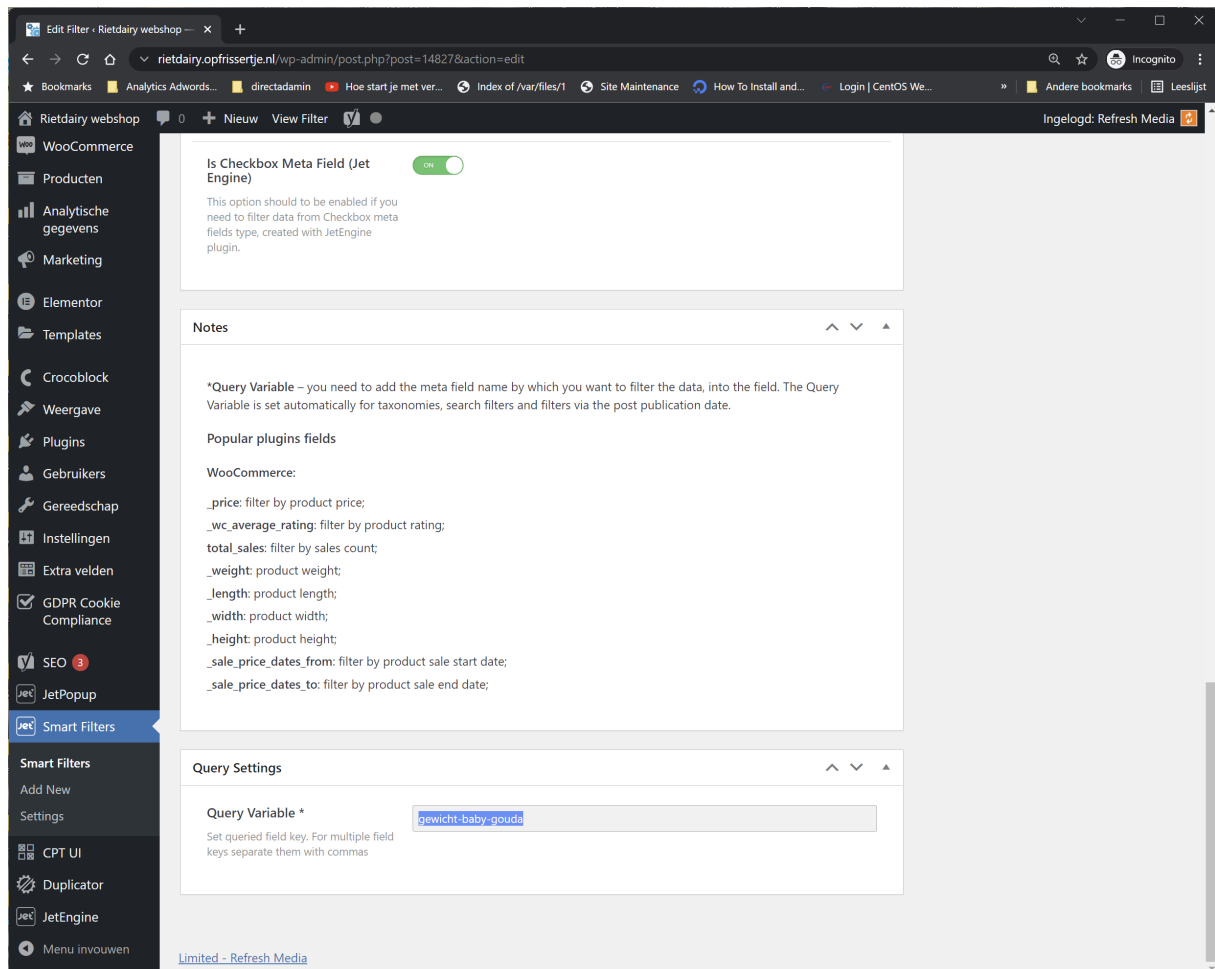 Edit Filter ‹ Rietdairy webshop —
rietdairy.opfrissertje.nl/wp-admin/post.php?post=14827&action=edit
Incognito
Bookmarks
Analytics Adwords...
directadamin
Hoe start je met ver...
Index of /var/files/1
Site Maintenance
How To Install and...
Login | CentOS We...
»
Andere bookmarks
Leeslijst
Rietdairy webshop
0
Nieuw
View Filter
Ingelogd: Refresh Media
WooCommerce
Producten
Analytische
gegevens
Marketing
Elementor
Templates
Crocoblock
Weergave
Plugins
Gebruikers
Gereedschap
Instellingen
Extra velden
GDPR Cookie
Compliance
SEO 3
JetPopup
Smart Filters
Smart Filters
Add New
Settings
CPT UI
Duplicator
JetEngine
Menu invouwen
Is Checkbox Meta Field (Jet
Engine)
ON
This option should to be enabled if you
need to filter data from Checkbox meta
fields type, created with JetEngine
plugin.
Notes
*Query Variable – you need to add the meta field name by which you want to filter the data, into the field. The Query
Variable is set automatically for taxonomies, search filters and filters via the post publication date.
Popular plugins fields
WooCommerce:
_price: filter by product price;
_wc_average_rating: filter by product rating;
total_sales: filter by sales count;
_weight: product weight;
_length: product length;
_width: product width;
_height: product height;
_sale_price_dates_from: filter by product sale start date;
_sale_price_dates_to: filter by product sale end date;
Query Settings
Query Variable *
gewicht-baby-gouda
Set queried field key. For multiple field
keys separate them with commas
Limited - Refresh Media